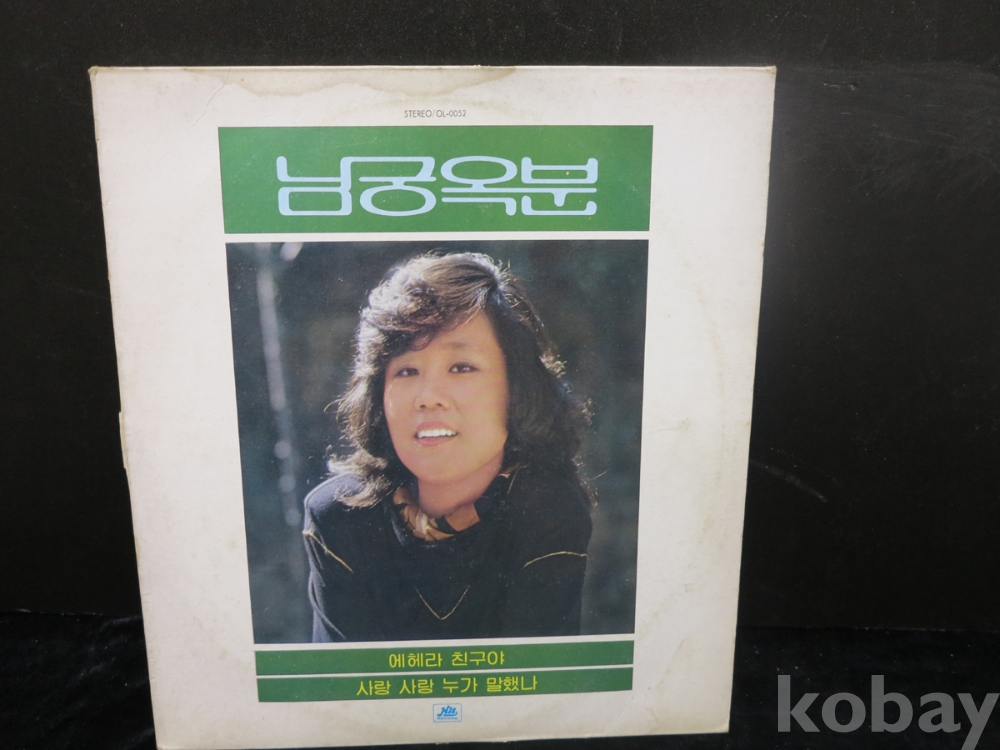 STEREO/OL-0052
남궁옥분
에헤라 친구야
사랑 사랑 누가 말했나
kobay